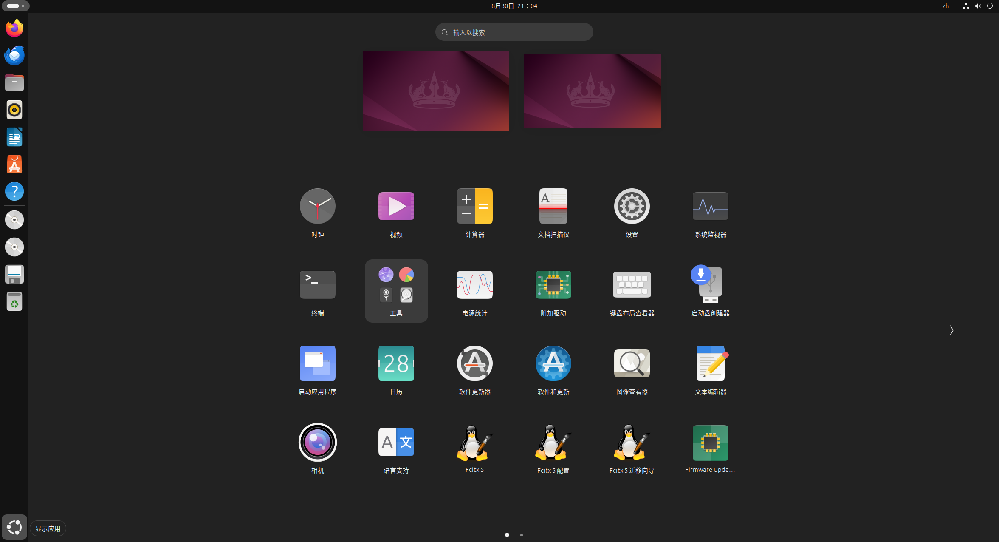 8月30日 21：04
zh
输入以搜索
时钟
视频
计算器
文档扫描仪
设置
系统监视器
终端
工具
电源统计
附加驱动
键盘布局查看器
启动盘创建器
28
启动应用程序
日历
软件更新器
软件和更新
图像查看器
文本编辑器
A 文
相机
语言支持
Fcitx 5
Fcitx 5 配置
Fcitx 5 迁移向导
Firmware Upda…
显示应用